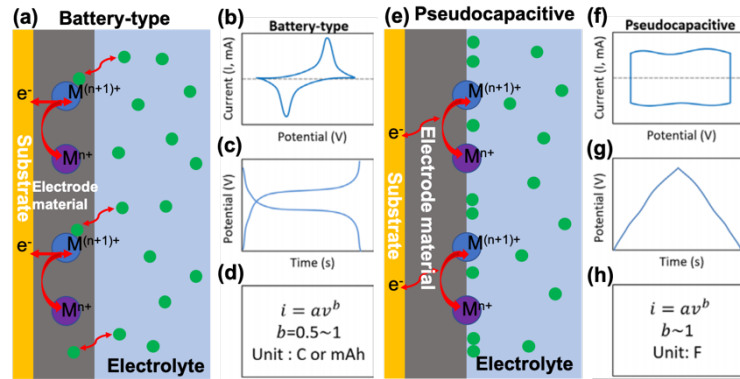 (a) Battery-type
M(n+1)+
e-
Mn+
Substrate
Electrode
material
M(n+1)+
e-
Mn+
Electrolyte
(b) Battery-type
Current (I, mA)
Potential (V)
(c)
Potential (V)
Time (s)
(d)
i = avᵇ
b=0.5~1
Unit : C or mAh
(e) Pseudocapacitive
M(n+1)+
e-
Mn+
Substrate
Electrode material
M(n+1)+
e-
Mn+
Electrolyte
(f) Pseudocapacitive
Current (I, mA)
Potential (V)
(g)
Potential (V)
Time (s)
(h)
i = avᵇ
b~1
Unit: F